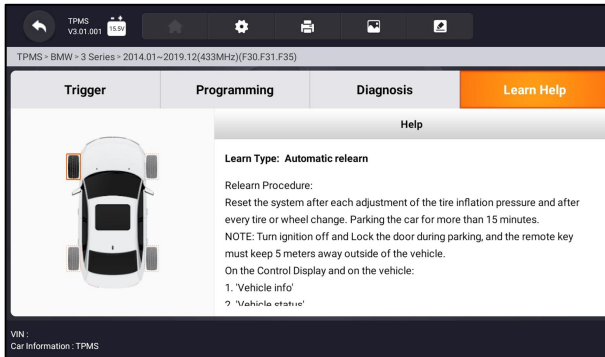 TPMS
V3.01.001
15.5V
TPMS > BMW > 3 Series > 2014.01~2019.12(433MHz)(F30.F31.F35)
Trigger
Programming
Diagnosis
Learn Help
Help
Learn Type: Automatic relearn
Relearn Procedure:
Reset the system after each adjustment of the tire inflation pressure and after
every tire or wheel change. Parking the car for more than 15 minutes.
NOTE: Turn ignition off and Lock the door during parking, and the remote key
must keep 5 meters away outside of the vehicle.
On the Control Display and on the vehicle:
1. 'Vehicle info'
2. 'Vehicle status'
VIN :
Car Information : TPMS